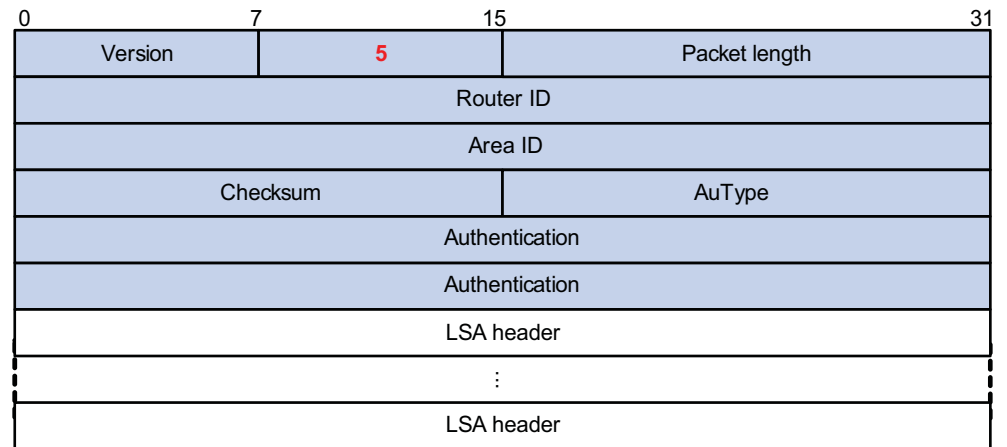 0 7 15 31
Version 5 Packet length
Router ID
Area ID
Checksum AuType
Authentication
Authentication
LSA header
⋮
LSA header